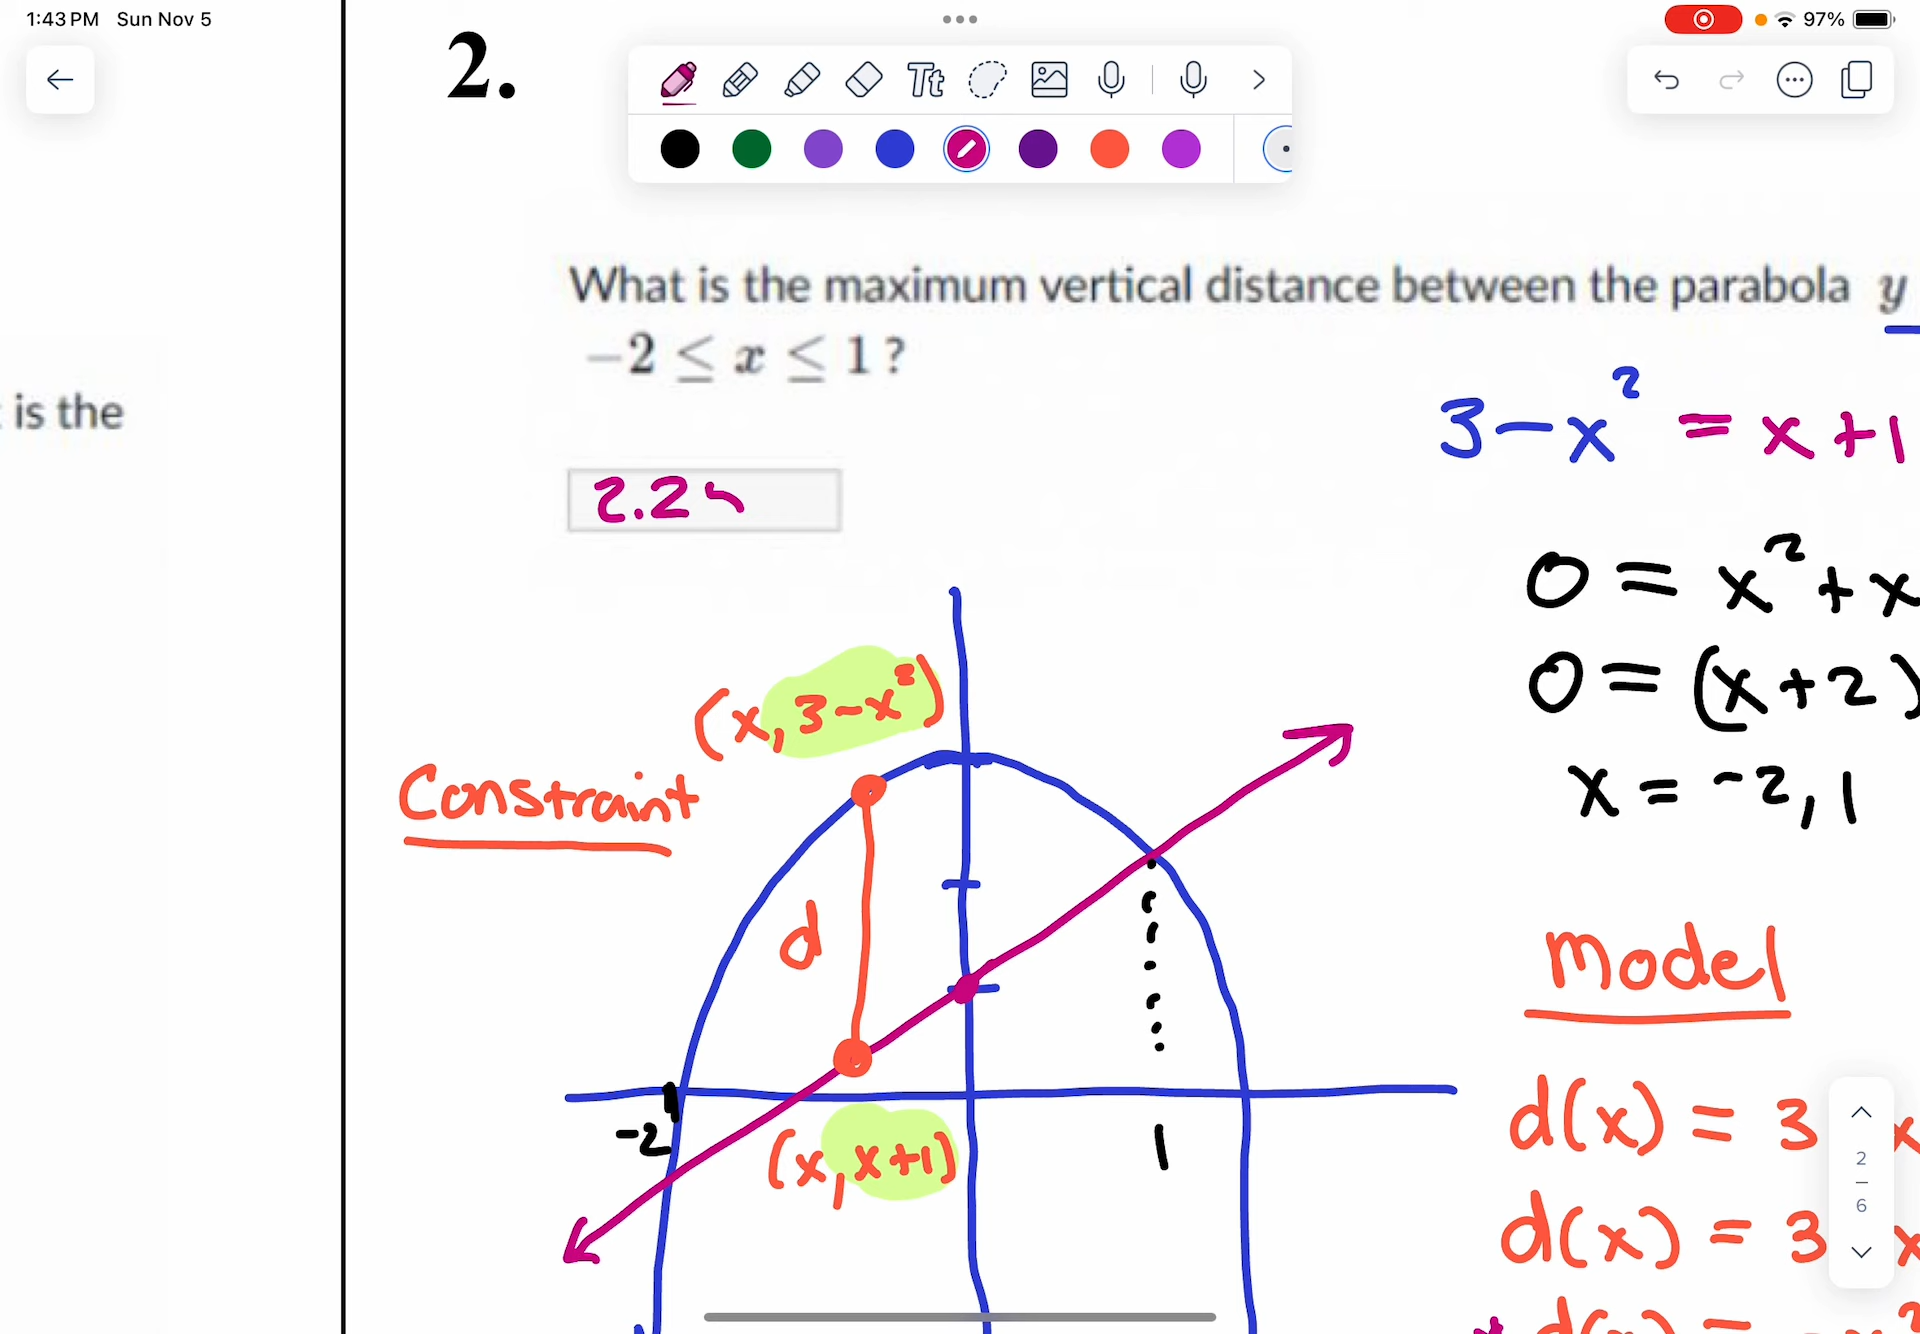 1:43 PM Sun Nov 5
97%
2.
Tt
What is the maximum vertical distance between the parabola y
−2 ≤ x ≤ 1 ?
is the
3−x² = x+1
2.25
0 = x²+x
0 = (x+2)
x = -2, 1
(x, 3−x²)
Constraint
d
Model
-2
(x, x+1)
1
d(x) = 3 x
2
6
d(x) = 3 x